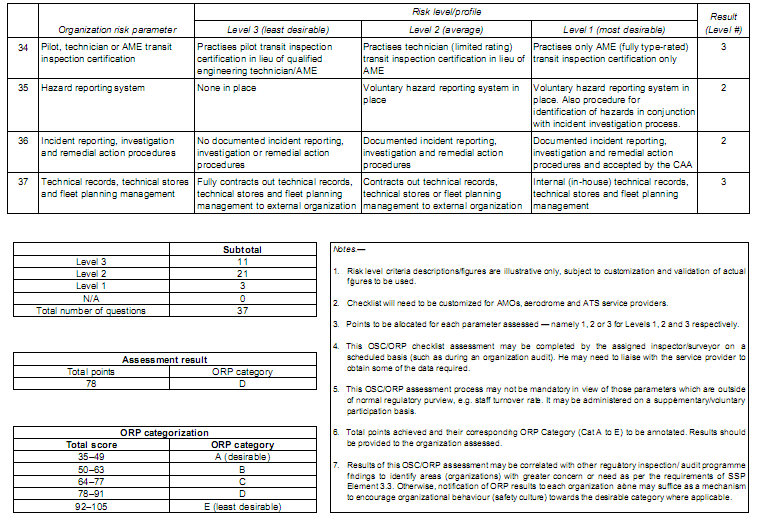 Risk level/profile
Result
(Level #)
Organization risk parameter
Level 3 (least desirable)
Level 2 (average)
Level 1 (most desirable)
34
Pilot, technician or AME transit
inspection certification
Practises pilot transit inspection
certification in lieu of qualified
engineering technician/AME
Practises technician (limited rating)
transit inspection certification in lieu of
AME
Practises only AME (fully type-rated)
transit inspection certification only
3
35
Hazard reporting system
None in place
Voluntary hazard reporting system in
place
Voluntary hazard reporting system in
place. Also procedure for
identification of hazards in conjunction
with incident investigation process.
2
36
Incident reporting, investigation
and remedial action procedures
No documented incident reporting,
investigation or remedial action
procedures
Documented incident reporting,
investigation and remedial action
procedures
Documented incident reporting,
investigation and remedial action
procedures and accepted by the CAA
2
37
Technical records, technical stores
and fleet planning management
Fully contracts out technical records,
technical stores and fleet planning
management to external organization
Contracts out technical records,
technical stores or fleet planning
management to external organization
Internal (in-house) technical records,
technical stores and fleet planning
management
3
Subtotal
Level 3
11
Level 2
21
Level 1
3
N/A
0
Total number of questions
37
Assessment result
Total points
ORP category
78
D
ORP categorization
Total score
ORP category
35–49
A (desirable)
50–63
B
64–77
C
78–91
D
92–105
E (least desirable)
Notes.—
1. Risk level criteria descriptions/figures are illustrative only, subject to customization and validation of actual
figures to be used.
2. Checklist will need to be customized for AMOs, aerodrome and ATS service providers.
3. Points to be allocated for each parameter assessed — namely 1, 2 or 3 for Levels 1, 2 and 3 respectively.
4. This OSC/ORP checklist assessment may be completed by the assigned inspector/surveyor on a
scheduled basis (such as during an organization audit). He may need to liaise with the service provider to
obtain some of the data required.
5. This OSC/ORP assessment process may not be mandatory in view of those parameters which are outside
of normal regulatory purview, e.g. staff turnover rate. It may be administered on a supplementary/voluntary
participation basis.
6. Total points achieved and their corresponding ORP Category (Cat A to E) to be annotated. Results should
be provided to the organization assessed.
7. Results of this OSC/ORP assessment may be correlated with other regulatory inspection/ audit programme
findings to identify areas (organizations) with greater concern or need as per the requirements of SSP
Element 3.3. Otherwise, notification of ORP results to each organization alone may suffice as a mechanism
to encourage organizational behaviour (safety culture) towards the desirable category where applicable.